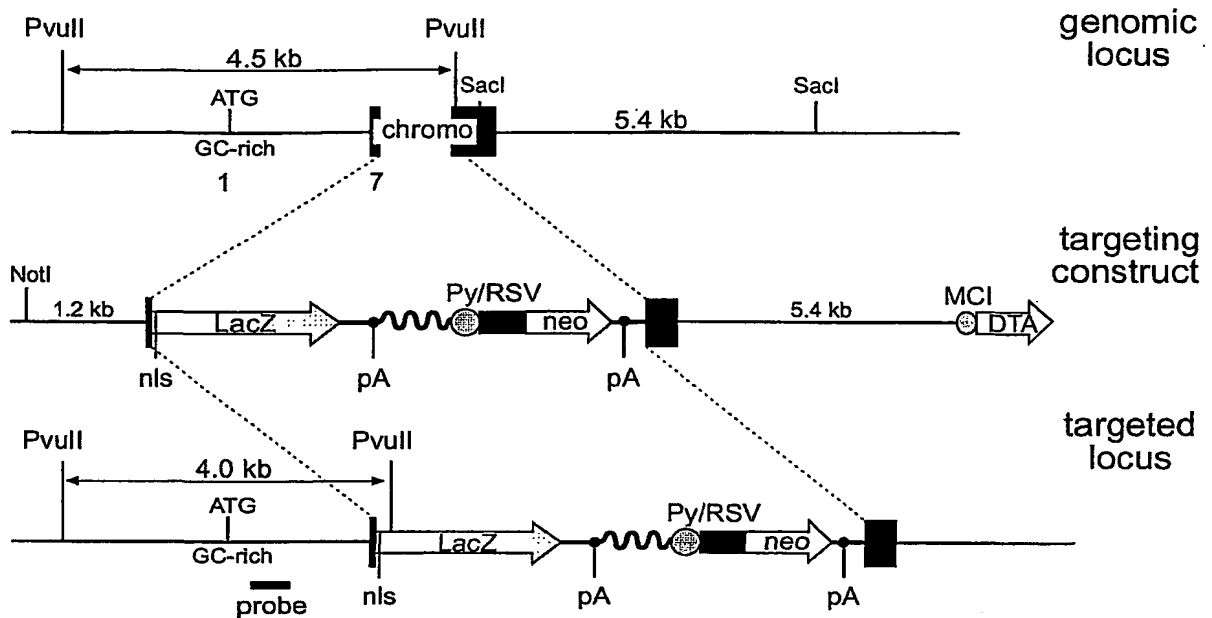 PvuII PvuII genomic
locus
4.5 kb
SacI SacI
ATG
chromo 5.4 kb
GC-rich
1 7
targeting
construct
NotI
1.2 kb Py/RSV 5.4 kb MCI
LacZ neo DTA
nls pA pA
PvuII PvuII targeted
locus
4.0 kb
ATG Py/RSV
GC-rich LacZ neo
probe nls pA pA